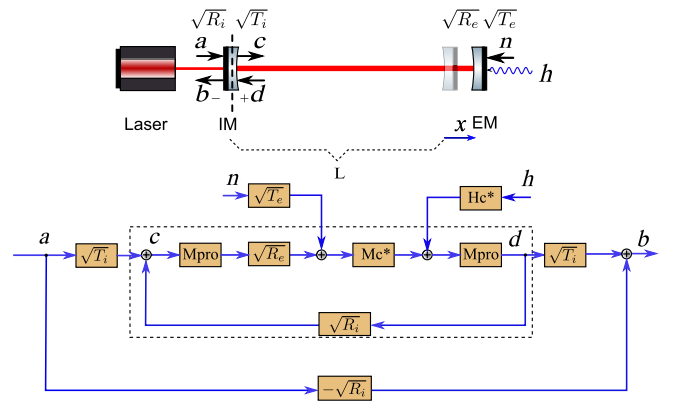 √R_i √T_i √R_e √T_e
a c n
h
b − + d
Laser IM x EM
L
n √T_e Hc* h
a √T_i c Mpro √R_e Mc* Mpro d √T_i b
√R_i
−√R_i